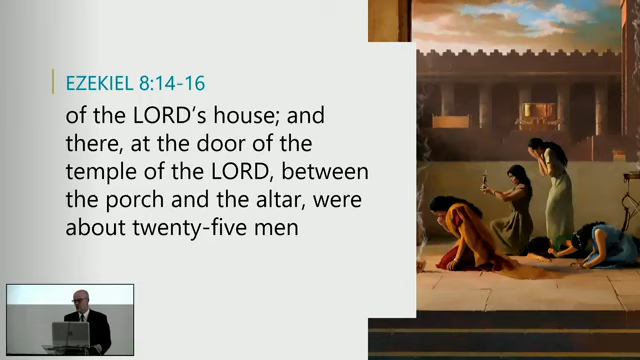 EZEKIEL 8:14-16
of the LORD's house; and
there, at the door of the
temple of the LORD, between
the porch and the altar, were
about twenty-five men